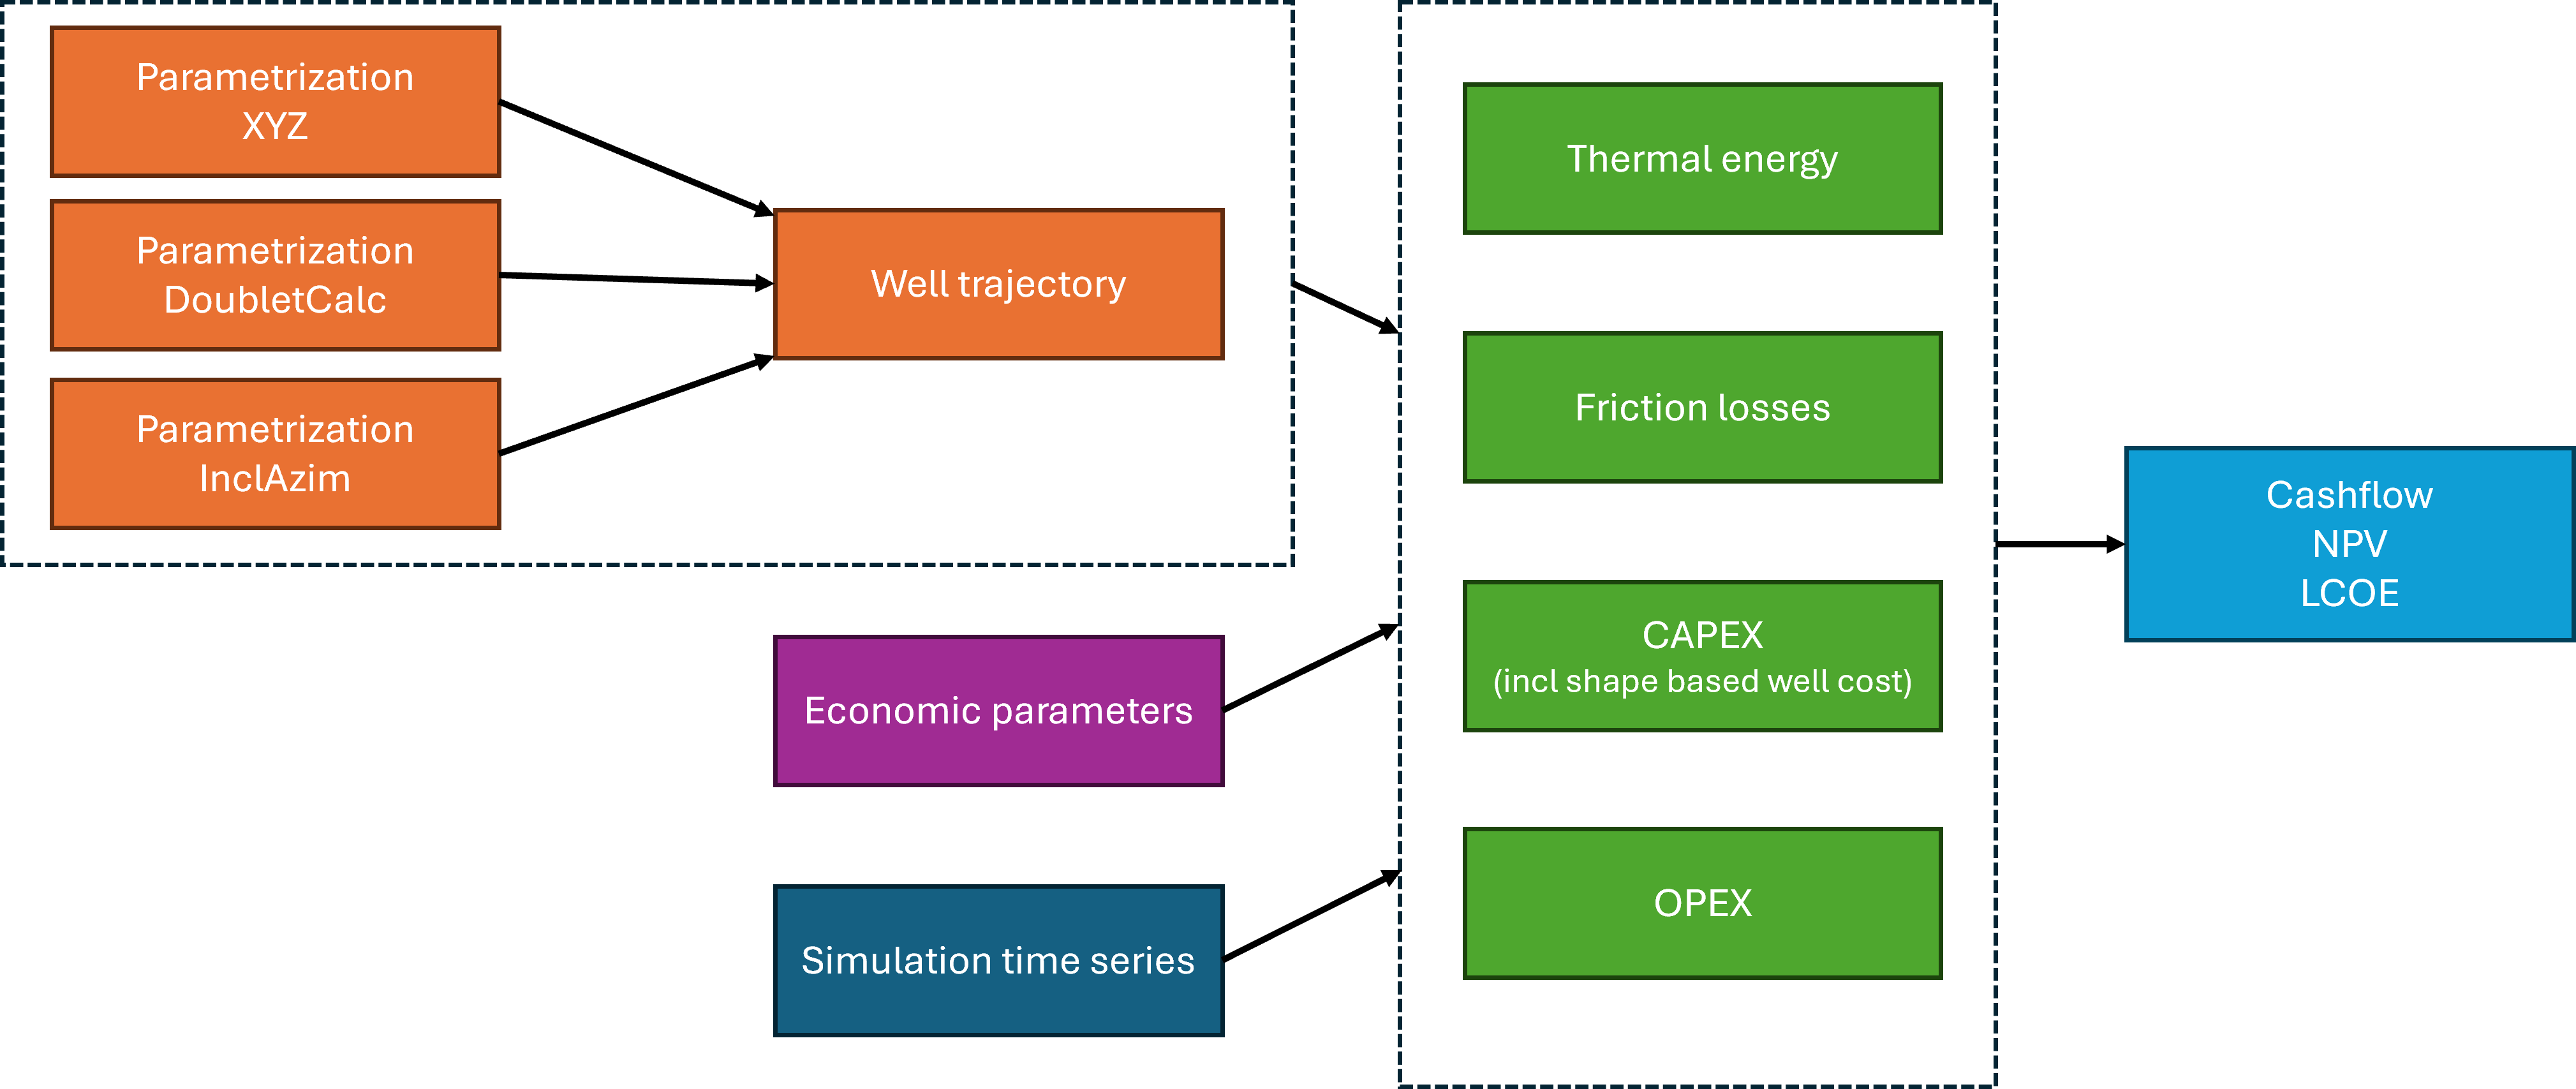 Parametrization
XYZ
Parametrization
DoubletCalc
Parametrization
InclAzim
Well trajectory
Economic parameters
Simulation time series
Thermal energy
Friction losses
CAPEX
(incl shape based well cost)
OPEX
Cashflow
NPV
LCOE